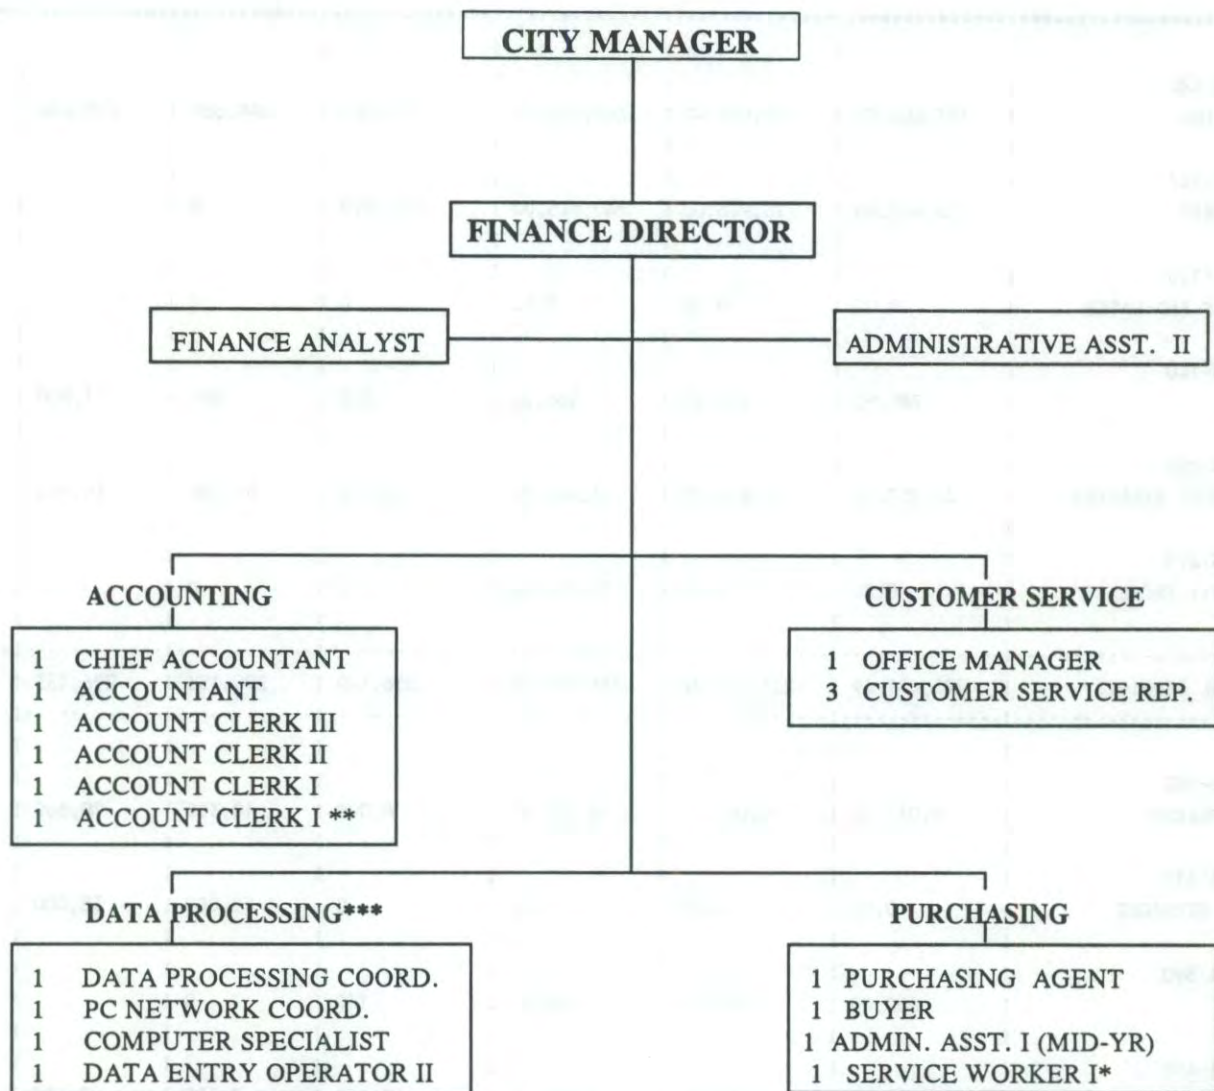 CITY MANAGER
FINANCE DIRECTOR
FINANCE ANALYST
ADMINISTRATIVE ASST. II
ACCOUNTING
1 CHIEF ACCOUNTANT
1 ACCOUNTANT
1 ACCOUNT CLERK III
1 ACCOUNT CLERK II
1 ACCOUNT CLERK I
1 ACCOUNT CLERK I **
CUSTOMER SERVICE
1 OFFICE MANAGER
3 CUSTOMER SERVICE REP.
DATA PROCESSING***
1 DATA PROCESSING COORD.
1 PC NETWORK COORD.
1 COMPUTER SPECIALIST
1 DATA ENTRY OPERATOR II
PURCHASING
1 PURCHASING AGENT
1 BUYER
1 ADMIN. ASST. I (MID-YR)
1 SERVICE WORKER I*